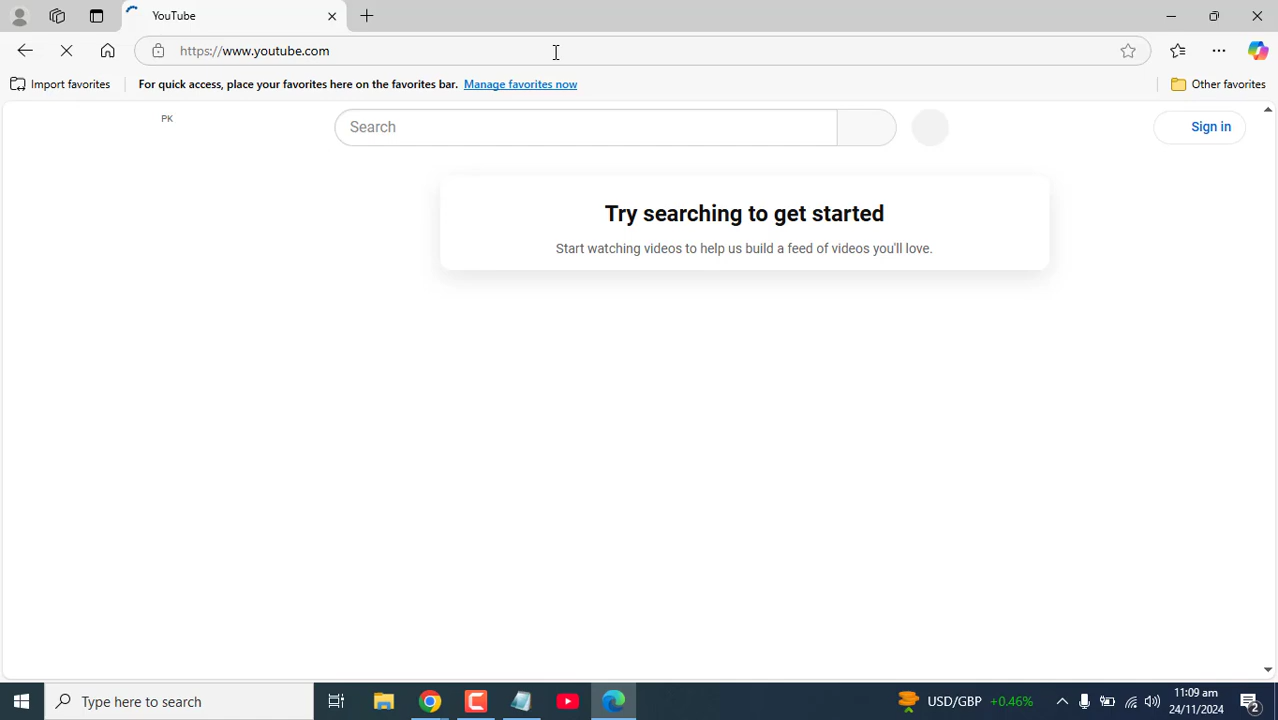 YouTube
https://www.youtube.com
Import favorites
For quick access, place your favorites here on the favorites bar. Manage favorites now
Other favorites
PK
Search
Sign in
Try searching to get started
Start watching videos to help us build a feed of videos you'll love.
Type here to search
USD/GBP +0.46%
11:09 am
24/11/2024
2